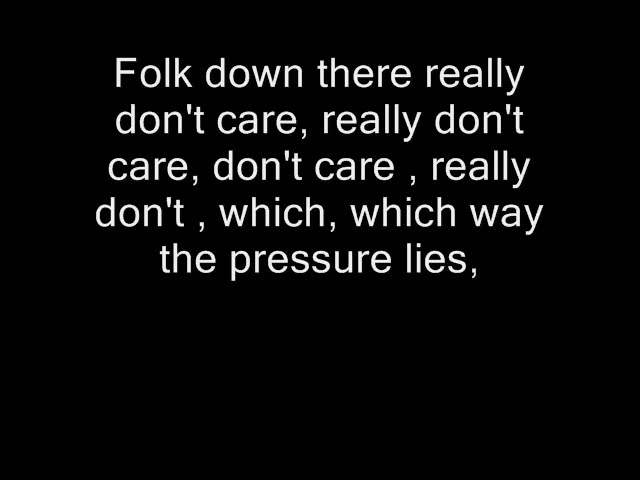 Folk down there really
don't care, really don't
care, don't care , really
don't , which, which way
the pressure lies,